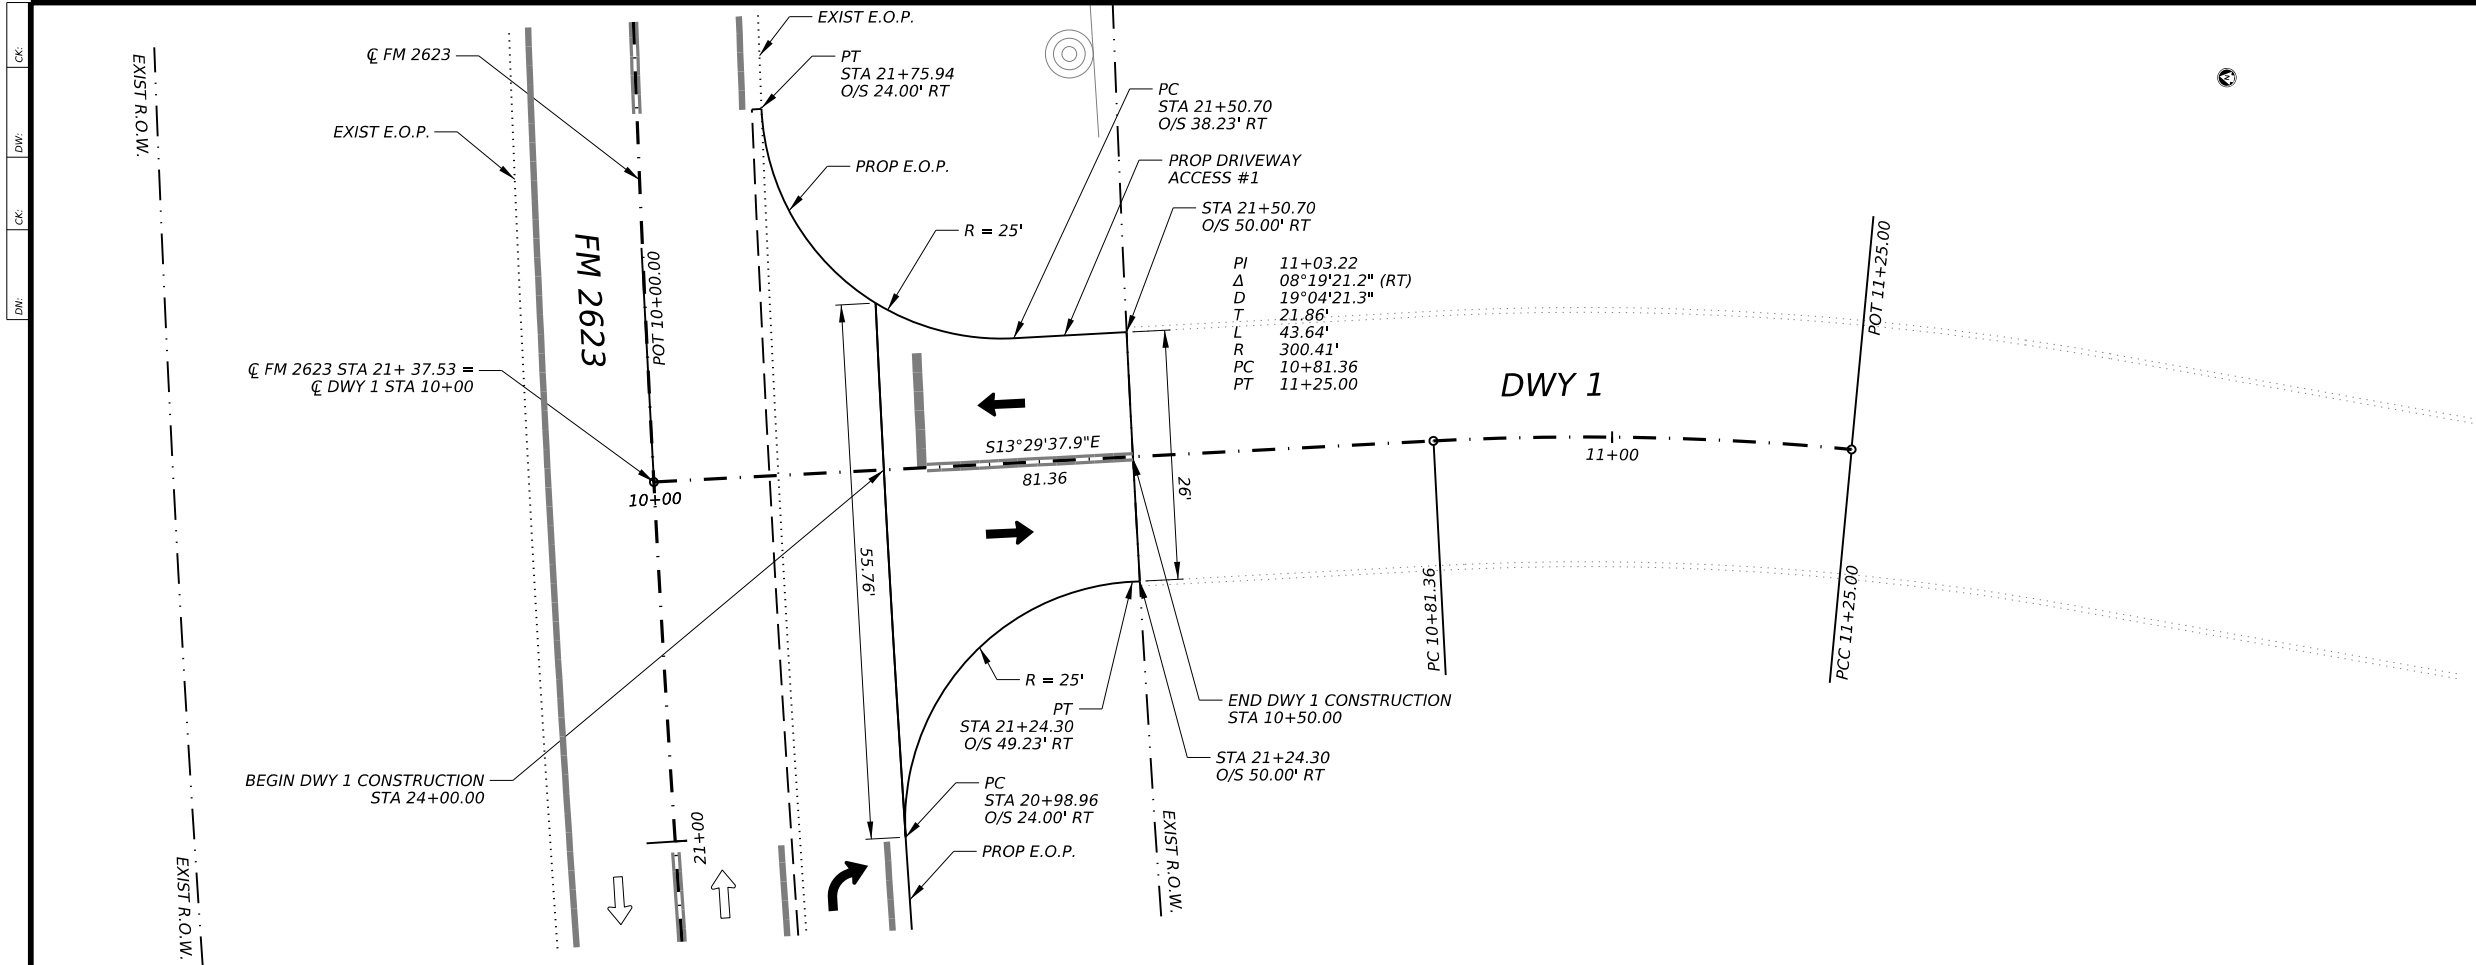 CK:
DW:
CK:
DN:
EXIST R.O.W.
EXIST R.O.W.
℄ FM 2623
EXIST E.O.P.
FM 2623
POT 10+00.00
℄ FM 2623 STA 21+ 37.53 =
℄ DWY 1 STA 10+00
10+00
BEGIN DWY 1 CONSTRUCTION
STA 24+00.00
21+00
EXIST E.O.P.
PT
STA 21+75.94
O/S 24.00' RT
PROP E.O.P.
R = 25'
PC
STA 21+50.70
O/S 38.23' RT
PROP DRIVEWAY
ACCESS #1
STA 21+50.70
O/S 50.00' RT
PI 11+03.22
Δ 08°19'21.2" (RT)
D 19°04'21.3"
T 21.86'
L 43.64'
R 300.41'
PC 10+81.36
PT 11+25.00
S13°29'37.9"E
81.36
55.76'
26'
R = 25'
PT
STA 21+24.30
O/S 49.23' RT
PC
STA 20+98.96
O/S 24.00' RT
PROP E.O.P.
EXIST R.O.W.
END DWY 1 CONSTRUCTION
STA 10+50.00
STA 21+24.30
O/S 50.00' RT
DWY 1
11+00
PC 10+81.36
POT 11+25.00
PCC 11+25.00